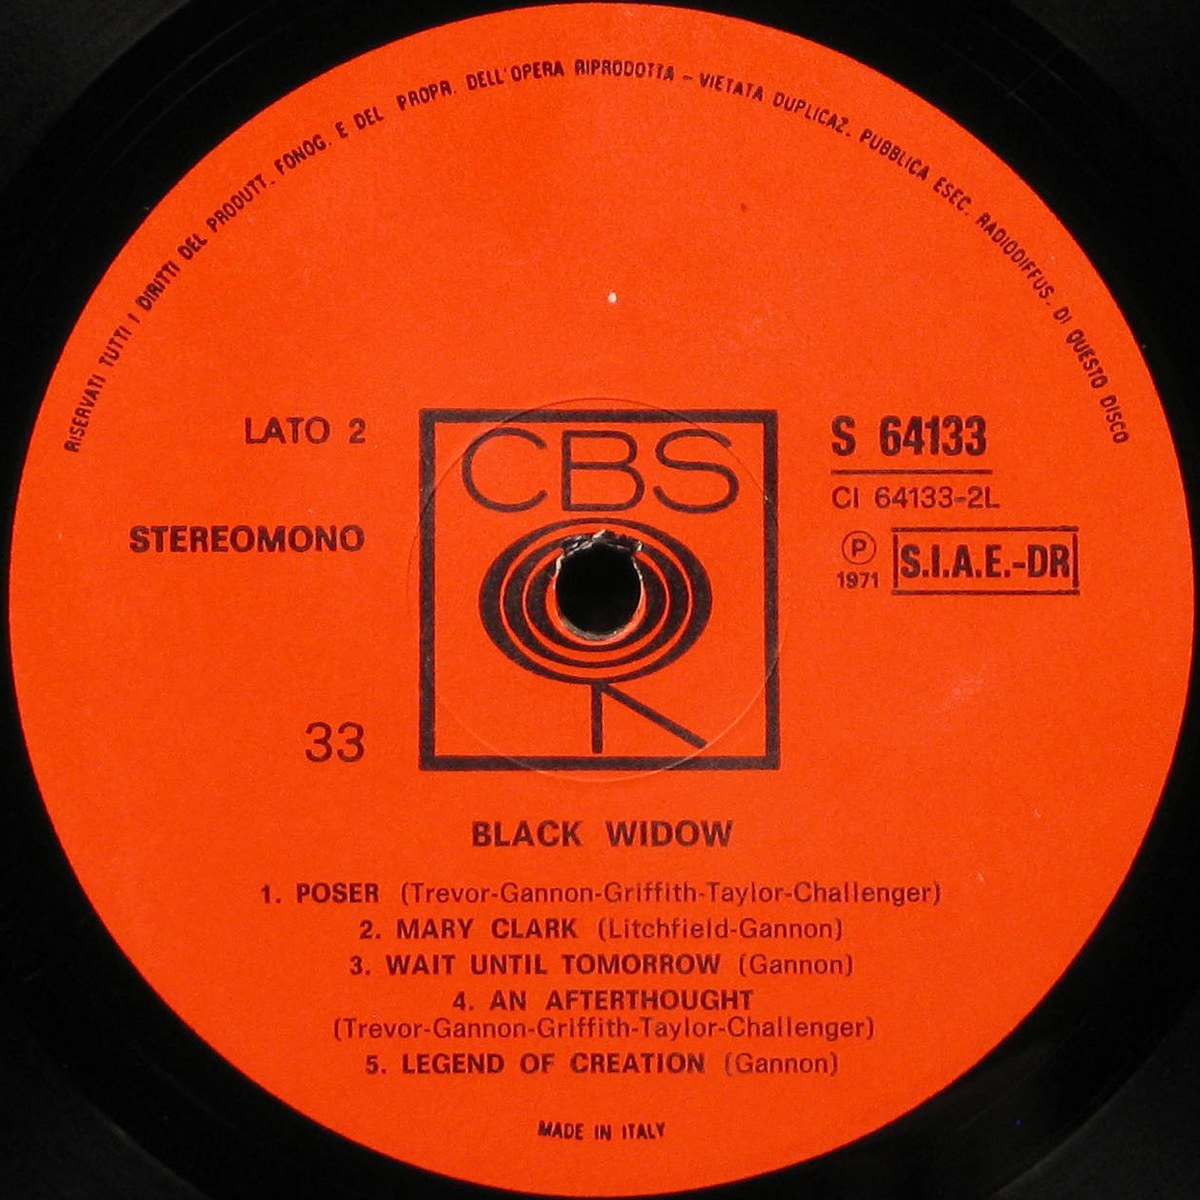 RISERVATI TUTTI I DIRITTI DEL PRODUTT. FONOG. E DEL PROPR. DELL'OPERA RIPRODOTTA - VIETATA DUPLICAZ. PUBBLICA ESEC. RADIODIFFUS. DI QUESTO DISCO
LATO 2
STEREOMONO
33
CBS
S 64133
CI 64133-2L
P
1971
S.I.A.E.-DR
BLACK WIDOW
1. POSER (Trevor-Gannon-Griffith-Taylor-Challenger)
2. MARY CLARK (Litchfield-Gannon)
3. WAIT UNTIL TOMORROW (Gannon)
4. AN AFTERTHOUGHT
(Trevor-Gannon-Griffith-Taylor-Challenger)
5. LEGEND OF CREATION (Gannon)
MADE IN ITALY